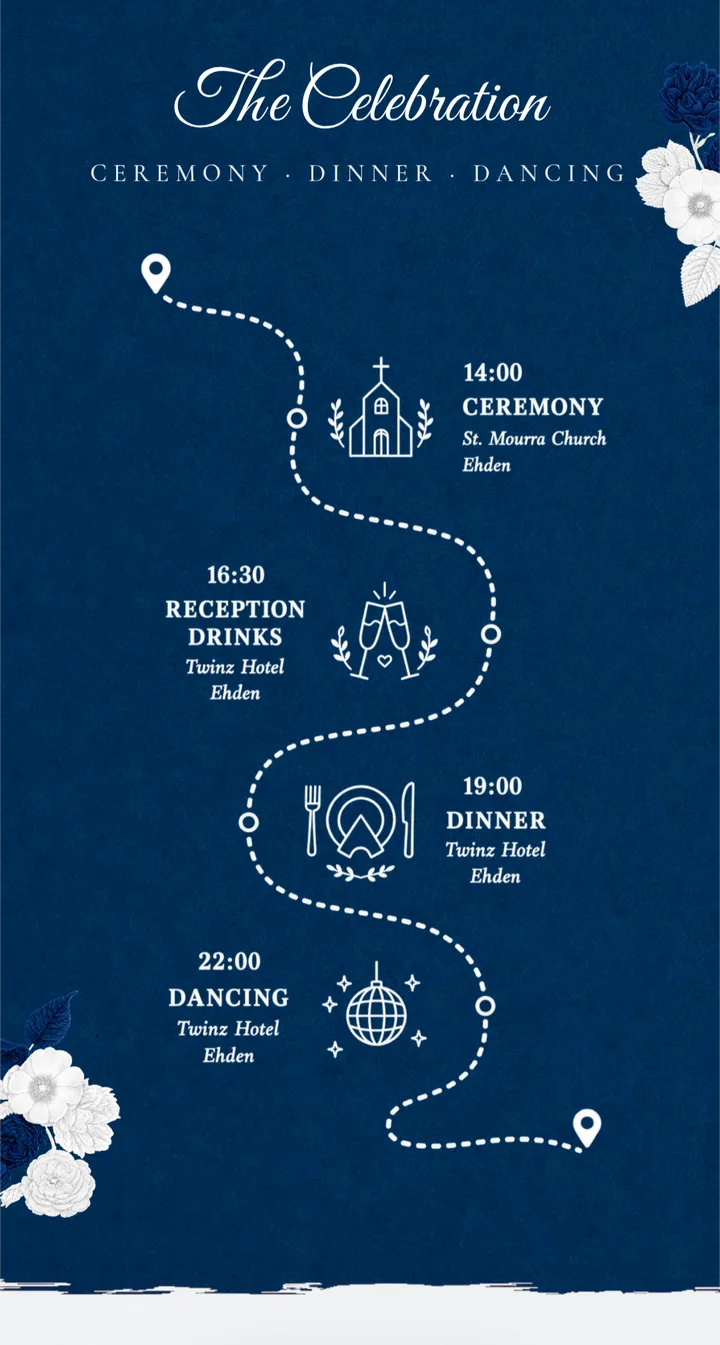 The Celebration
CEREMONY · DINNER · DANCING
14:00
CEREMONY
St. Mourra Church
Ehden
16:30
RECEPTION
DRINKS
Twinz Hotel
Ehden
19:00
DINNER
Twinz Hotel
Ehden
22:00
DANCING
Twinz Hotel
Ehden